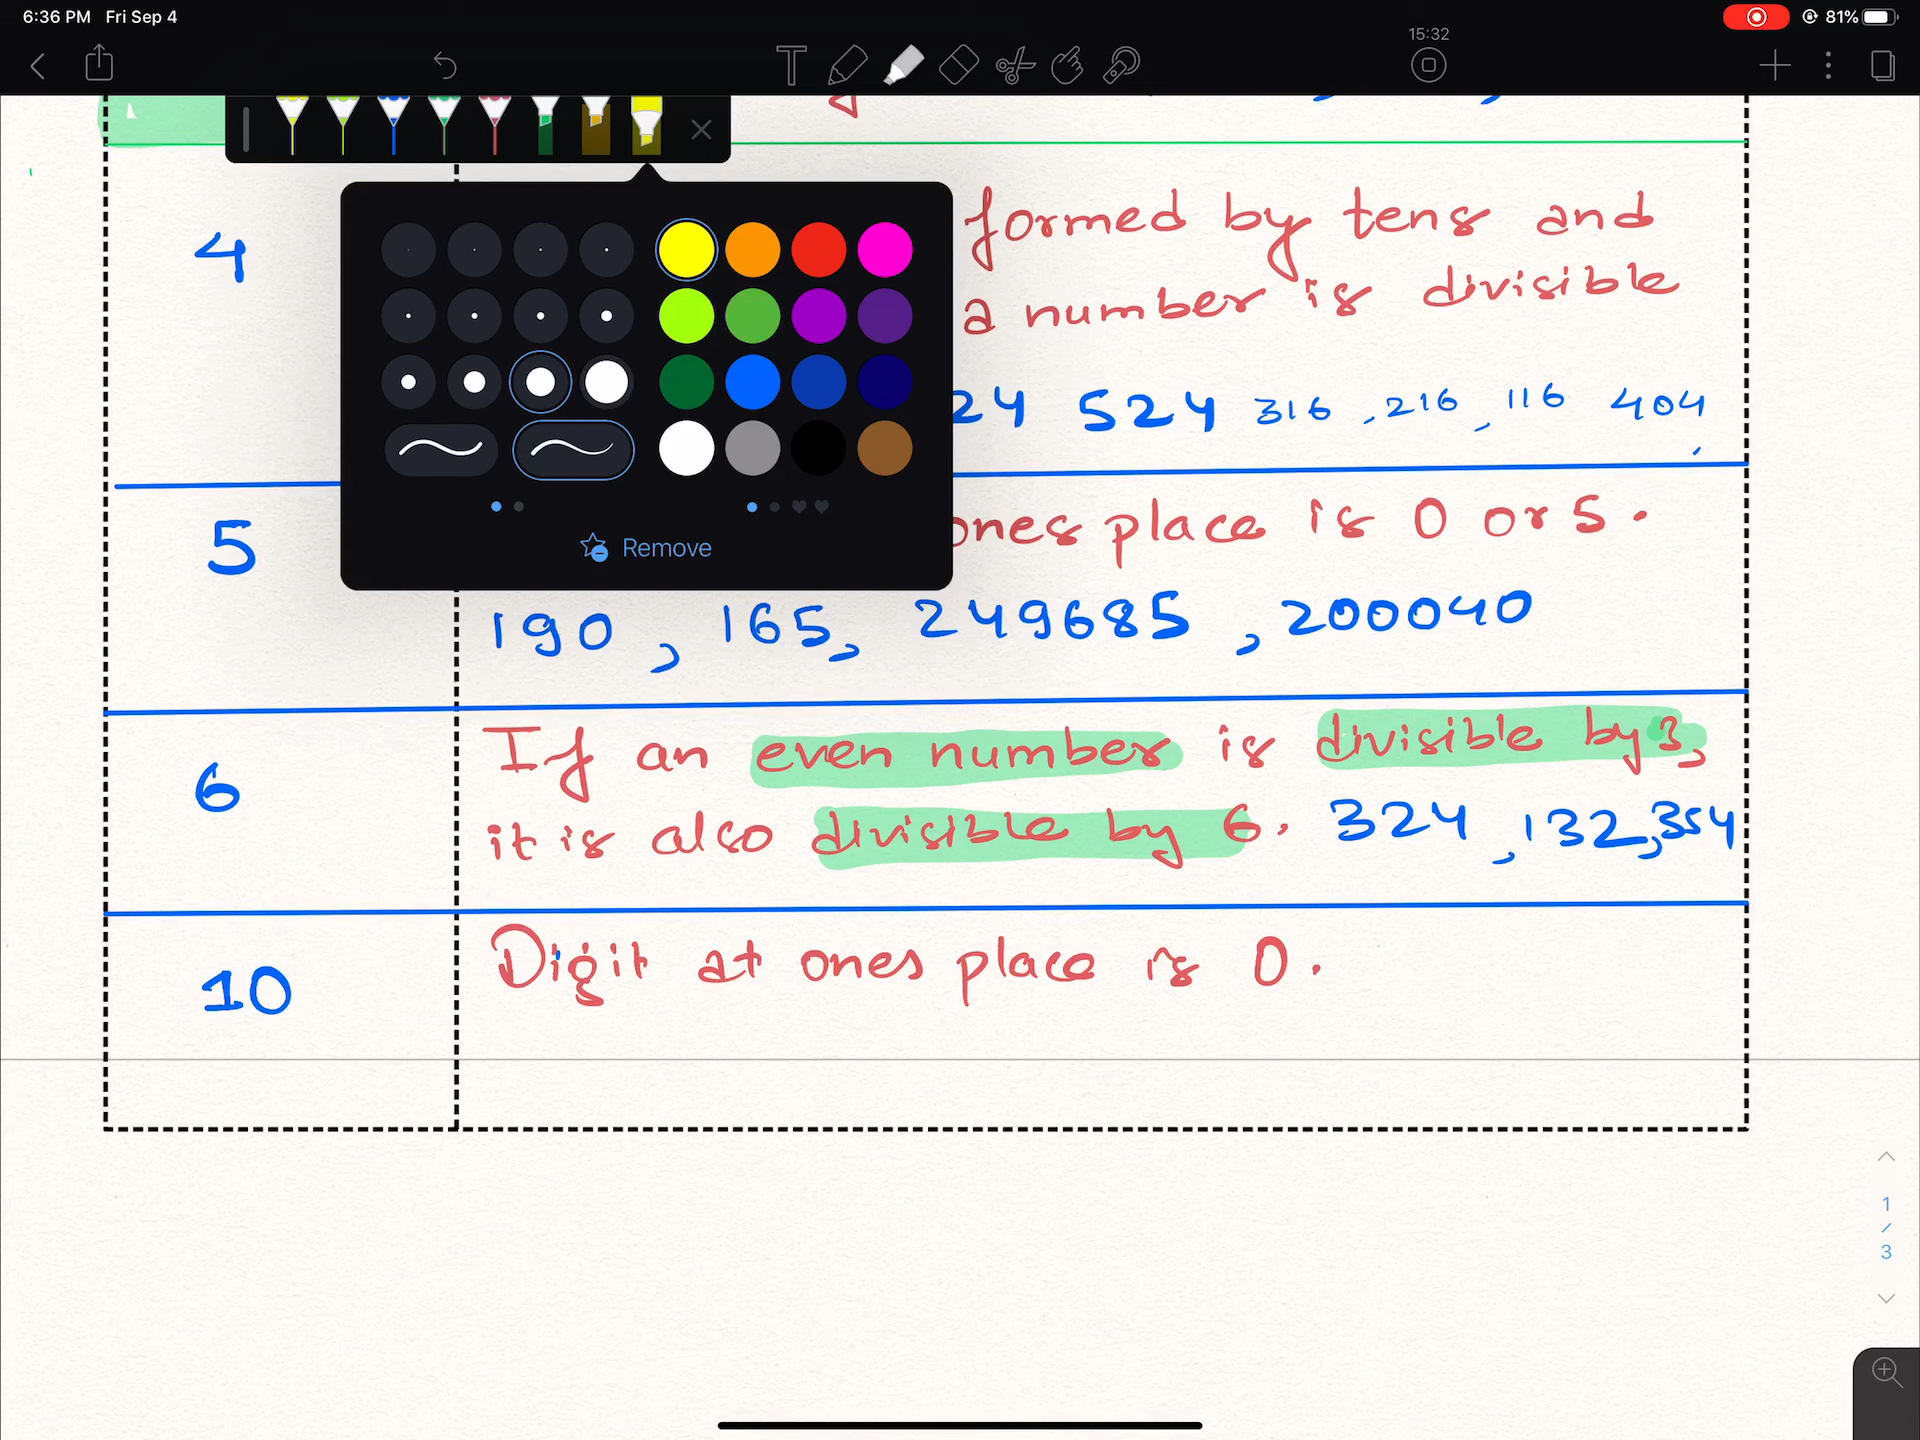 6:36 PM Fri Sep 4
81%
15:32
4
formed by tens and
a number is divisible
24 524 316 , 216 , 116 404
5
ones place is 0 or 5.
Remove
190 , 165, 249685 , 200040
6
If an even number is divisible by 3,
it is also divisible by 6. 324 , 132, 354
10
Digit at ones place is 0.
1
/
3